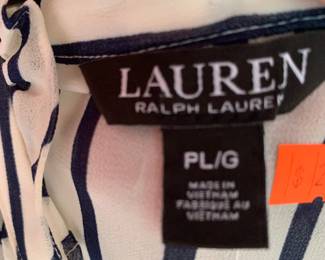 LAUREN
RALPH LAUREN
PL/G
MADE IN
VIETNAM
FABRIQUÉ AU
VIETNAM
$